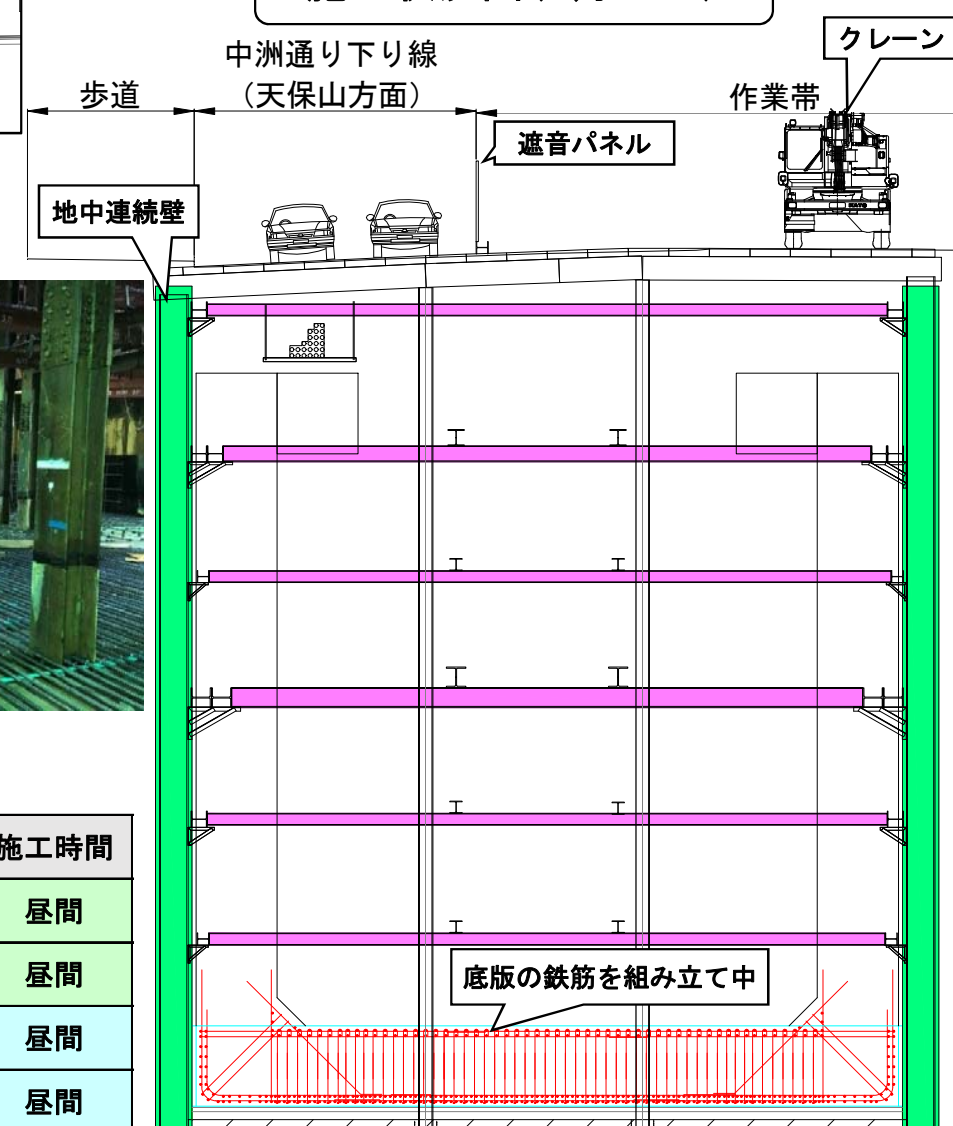 中洲通り下り線
（天保山方面）
歩道
作業帯
クレーン
遮音パネル
地中連続壁
KATO
底版の鉄筋を組み立て中
施工時間
昼間
昼間
昼間
昼間